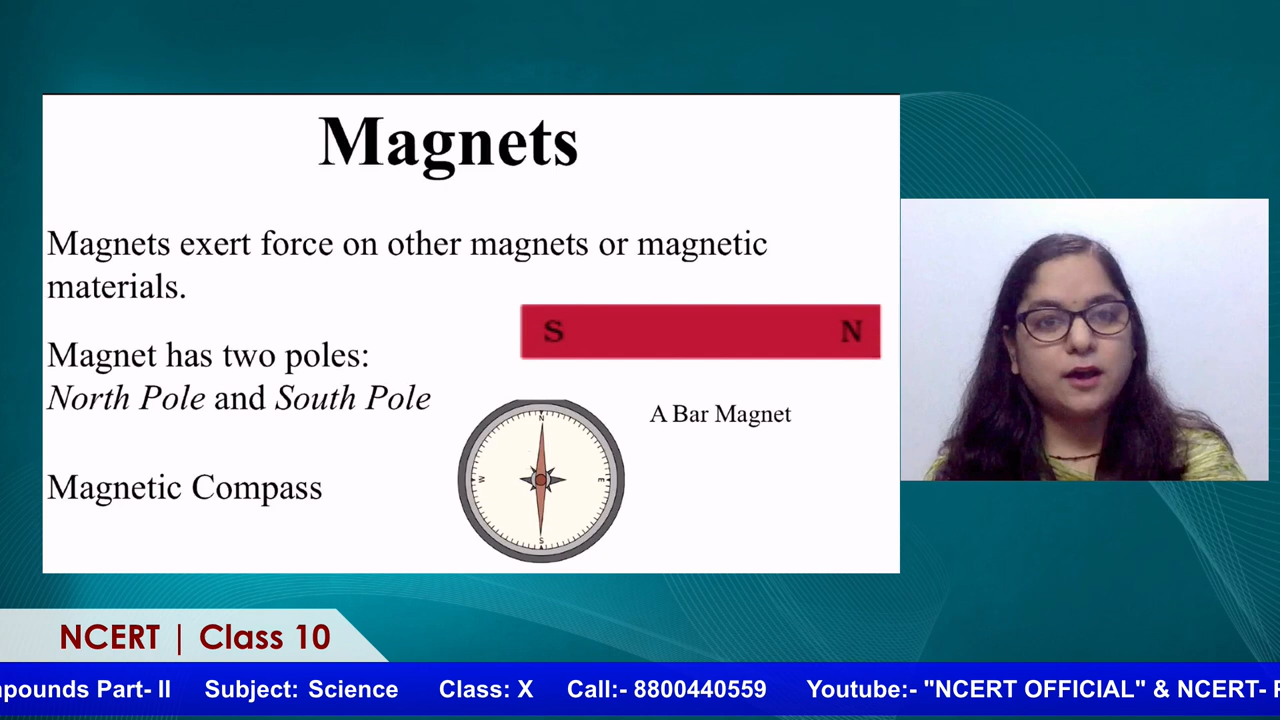 Magnets
Magnets exert force on other magnets or magnetic
materials.
S N
Magnet has two poles:
North Pole and South Pole
A Bar Magnet
Magnetic Compass
N
W
E
S
NCERT | Class 10
pounds Part- II Subject: Science Class: X Call:- 8800440559 Youtube:- "NCERT OFFICIAL" & NCERT-